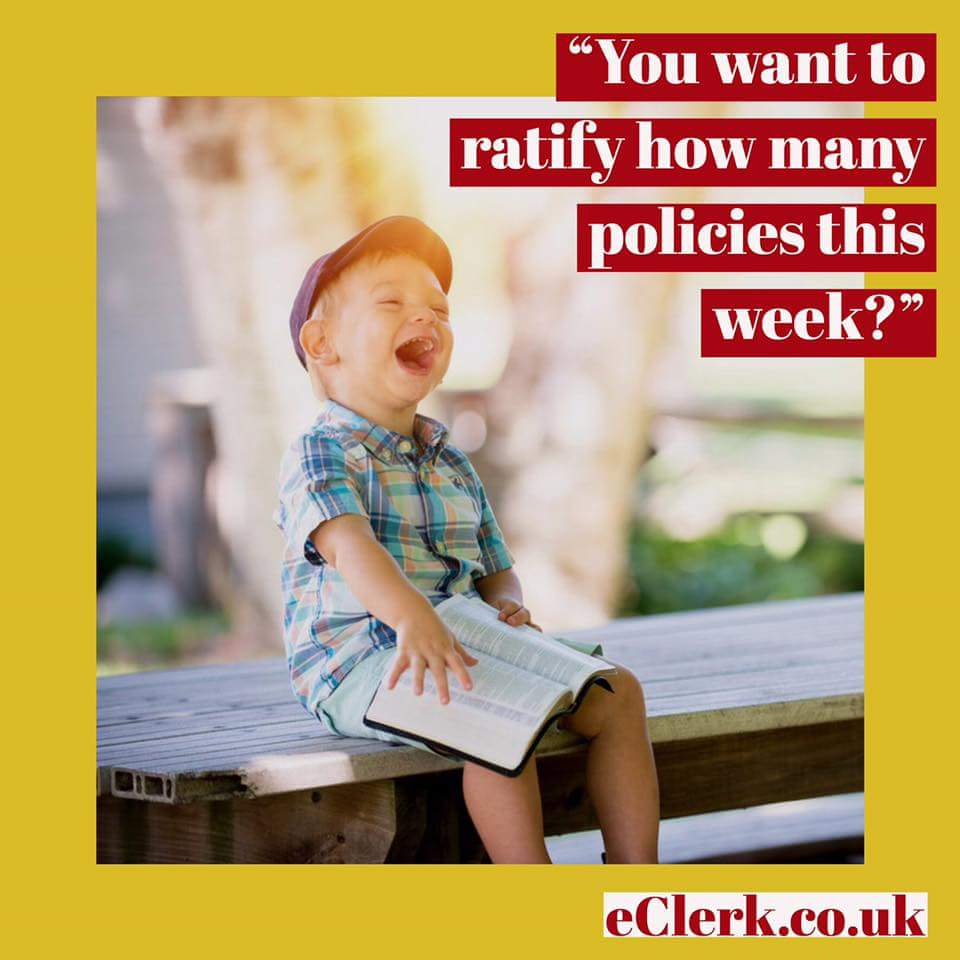 “You want to
ratify how many
policies this
week?”
eClerk.co.uk